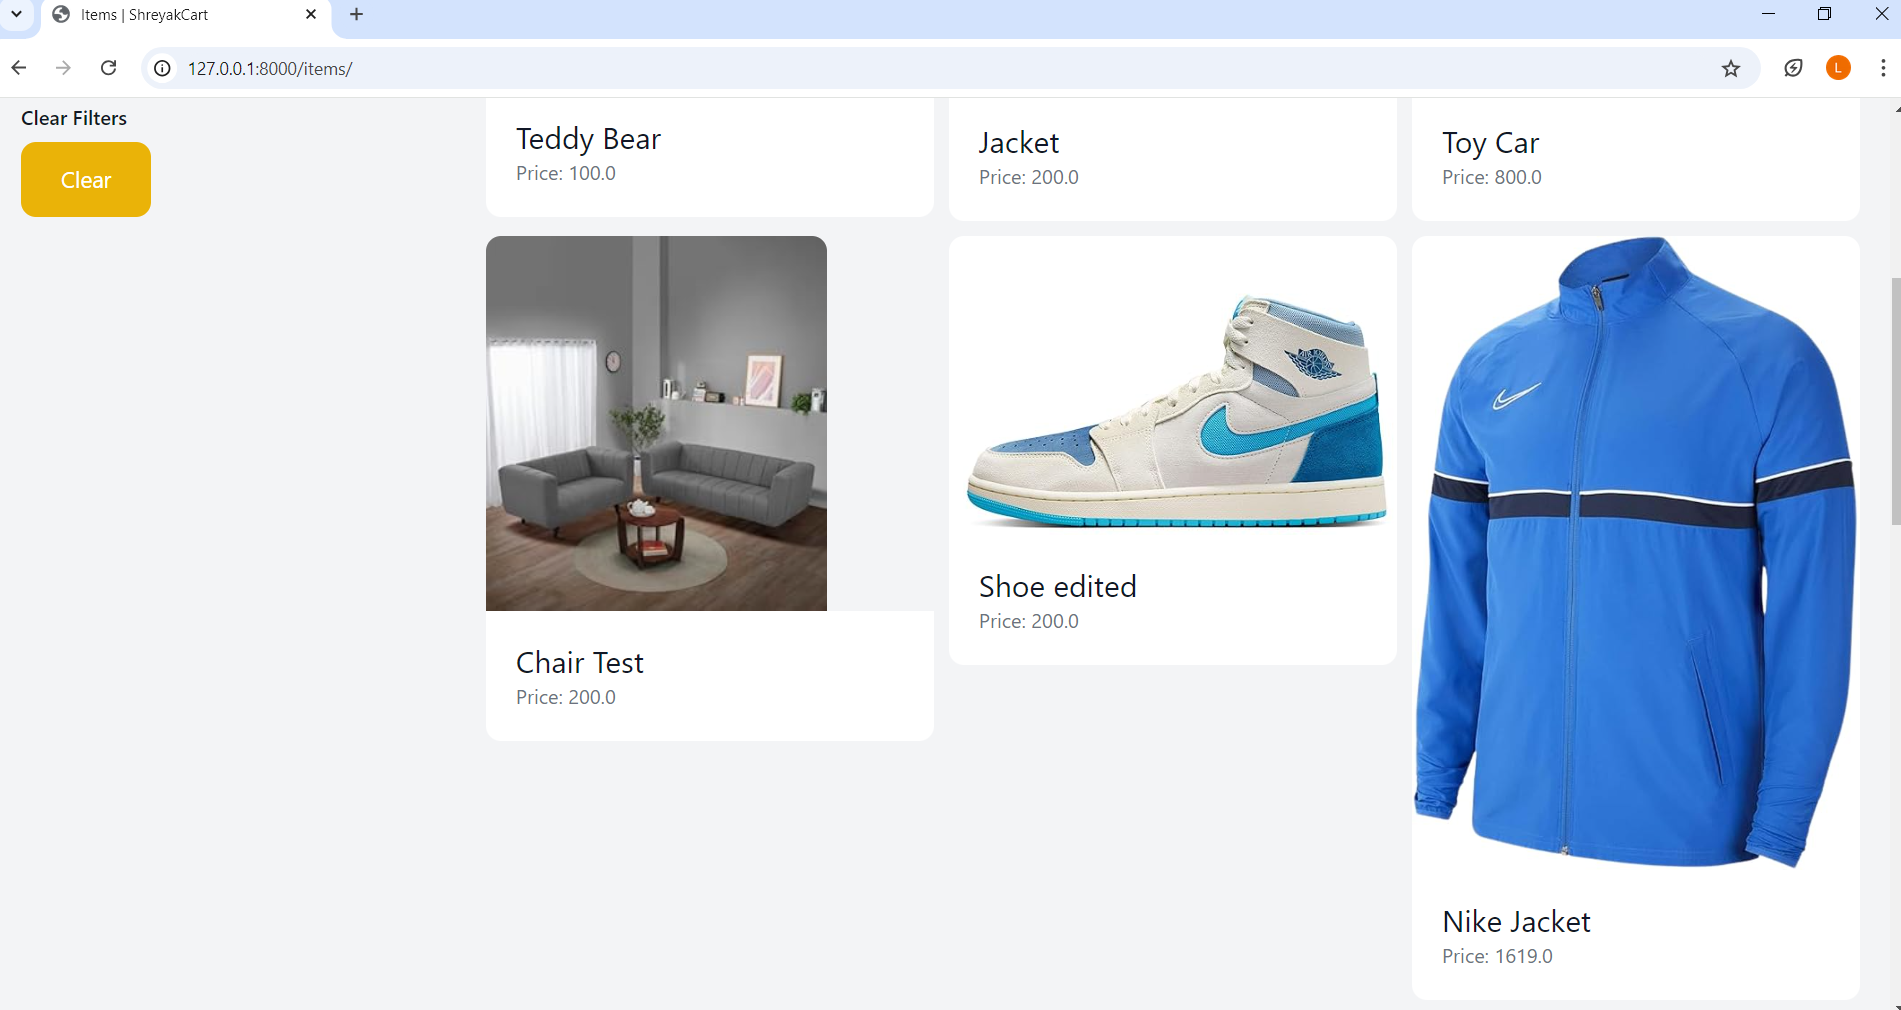 Items | ShreyakCart
127.0.0.1:8000/items/
L
Clear Filters
Clear
Teddy Bear
Price: 100.0
Jacket
Price: 200.0
Toy Car
Price: 800.0
Chair Test
Price: 200.0
Shoe edited
Price: 200.0
Nike Jacket
Price: 1619.0